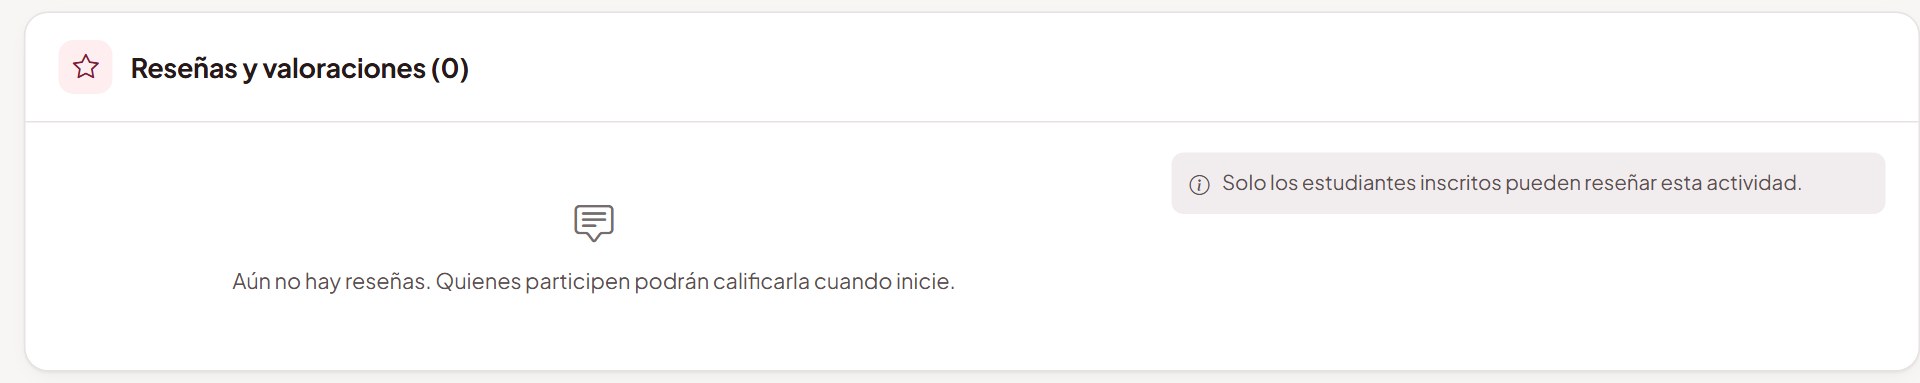 Reseñas y valoraciones (0)
Solo los estudiantes inscritos pueden reseñar esta actividad.
Aún no hay reseñas. Quienes participen podrán calificarla cuando inicie.